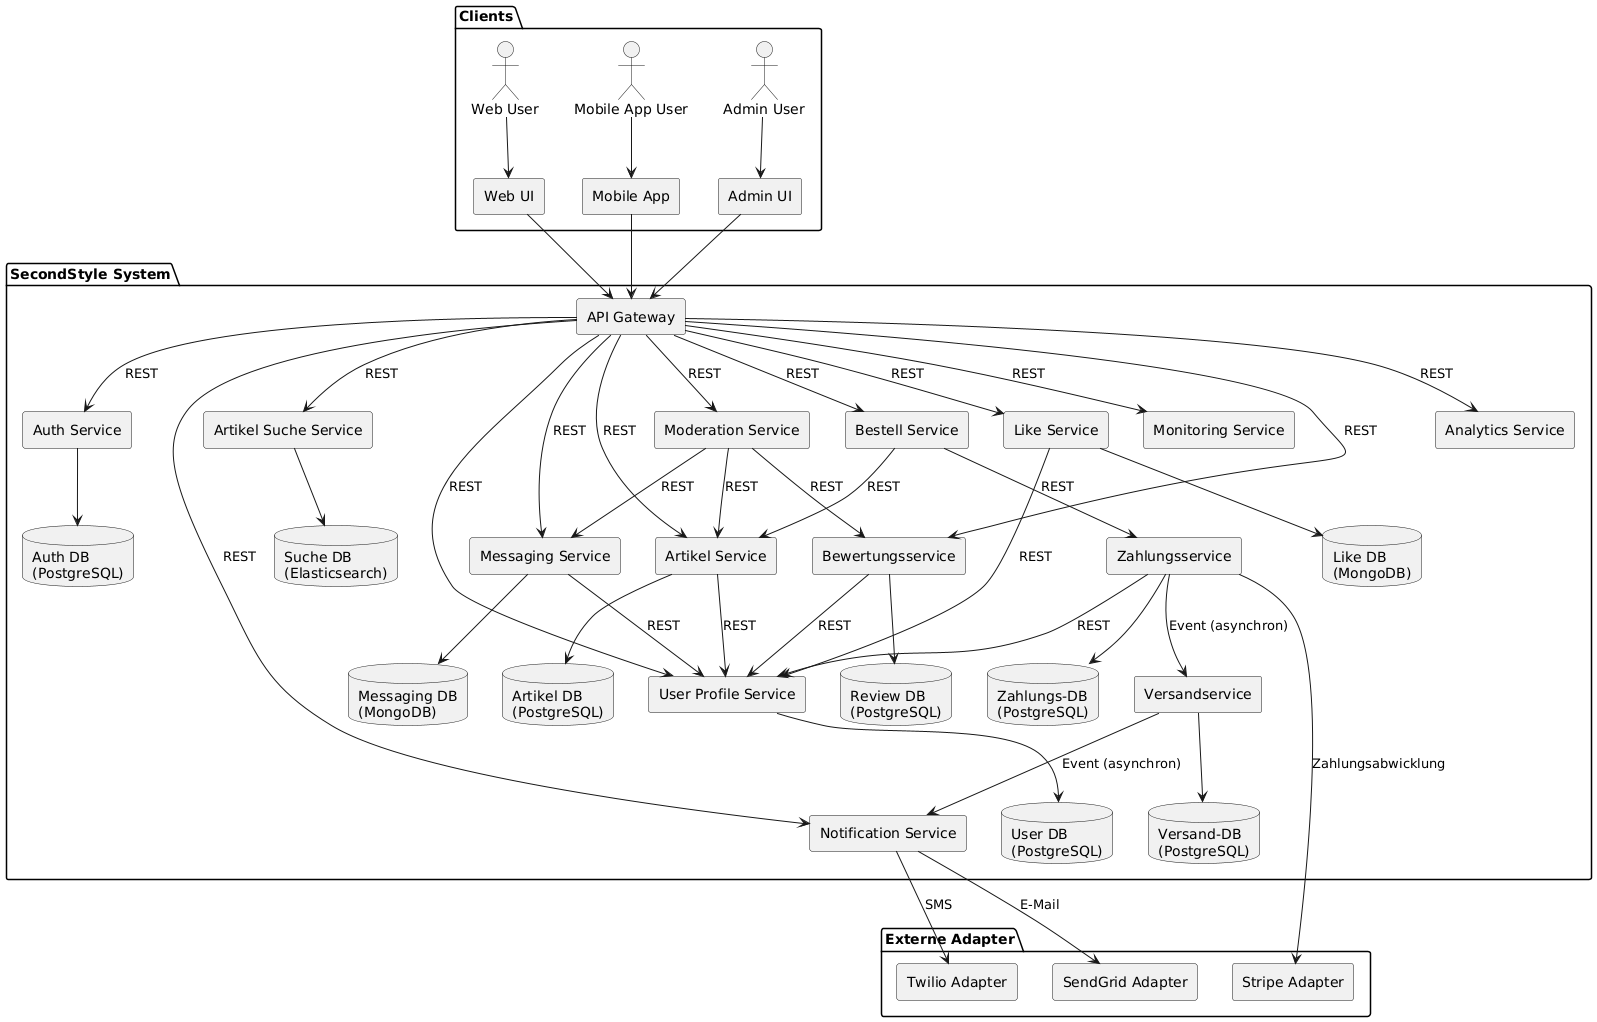 Clients
Web User
Mobile App User
Admin User
Web UI
Mobile App
Admin UI
SecondStyle System
API Gateway
REST
REST
REST
REST
REST
REST
REST
Auth Service
Artikel Suche Service
Moderation Service
Bestell Service
Like Service
Monitoring Service
Analytics Service
REST
REST
REST
REST
REST
REST
REST
REST
REST
Auth DB
(PostgreSQL)
Suche DB
(Elasticsearch)
REST
Messaging Service
Artikel Service
Bewertungsservice
REST
Zahlungsservice
Like DB
(MongoDB)
REST
REST
REST
REST
Event (asynchron)
Messaging DB
(MongoDB)
Artikel DB
(PostgreSQL)
User Profile Service
Review DB
(PostgreSQL)
Zahlungs-DB
(PostgreSQL)
Versandservice
Event (asynchron)
Zahlungsabwicklung
Notification Service
User DB
(PostgreSQL)
Versand-DB
(PostgreSQL)
SMS
E-Mail
Externe Adapter
Twilio Adapter
SendGrid Adapter
Stripe Adapter